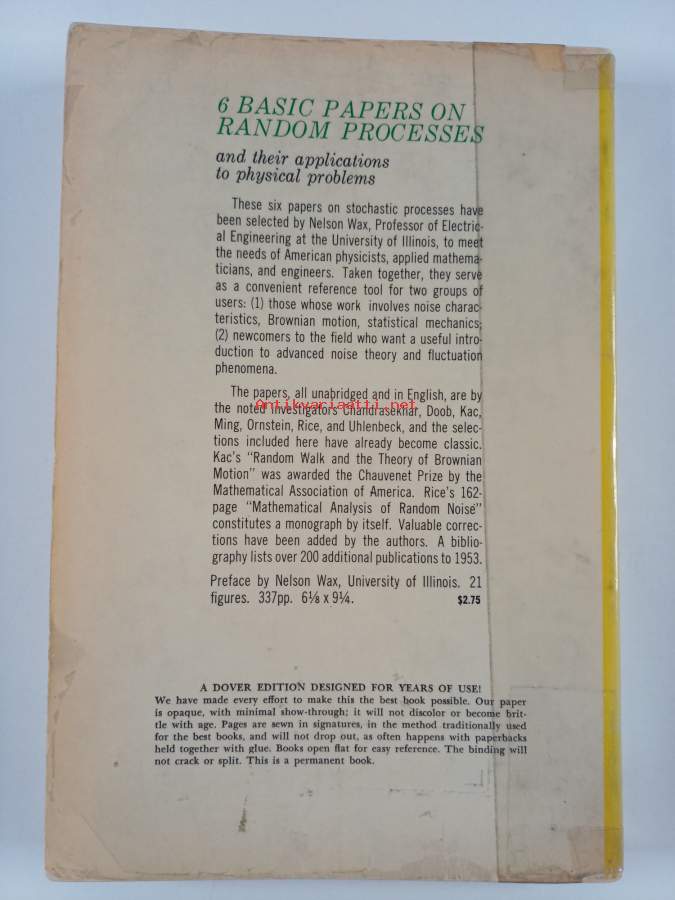 6 BASIC PAPERS ON
RANDOM PROCESSES
and their applications
to physical problems
These six papers on stochastic processes have
been selected by Nelson Wax, Professor of Electric-
al Engineering at the University of Illinois, to meet
the needs of American physicists, applied mathema-
ticians, and engineers. Taken together, they serve
as a convenient reference tool for two groups of
users: (1) those whose work involves noise charac-
teristics, Brownian motion, statistical mechanics;
(2) newcomers to the field who want a useful intro-
duction to advanced noise theory and fluctuation
phenomena.
The papers, all unabridged and in English, are by
Antikvariaatti.net
the noted investigators Chandrasekhar, Doob, Kac,
Ming, Ornstein, Rice, and Uhlenbeck, and the selec-
tions included here have already become classic.
Kac's "Random Walk and the Theory of Brownian
Motion" was awarded the Chauvenet Prize by the
Mathematical Association of America. Rice's 162-
page "Mathematical Analysis of Random Noise"
constitutes a monograph by itself. Valuable correc-
tions have been added by the authors. A biblio-
graphy lists over 200 additional publications to 1953.
Preface by Nelson Wax, University of Illinois. 21
figures. 337pp. 6⅛ x 9¼. $2.75
A DOVER EDITION DESIGNED FOR YEARS OF USE!
We have made every effort to make this the best book possible. Our paper
is opaque, with minimal show-through; it will not discolor or become brit-
tle with age. Pages are sewn in signatures, in the method traditionally used
for the best books, and will not drop out, as often happens with paperbacks
held together with glue. Books open flat for easy reference. The binding will
not crack or split. This is a permanent book.